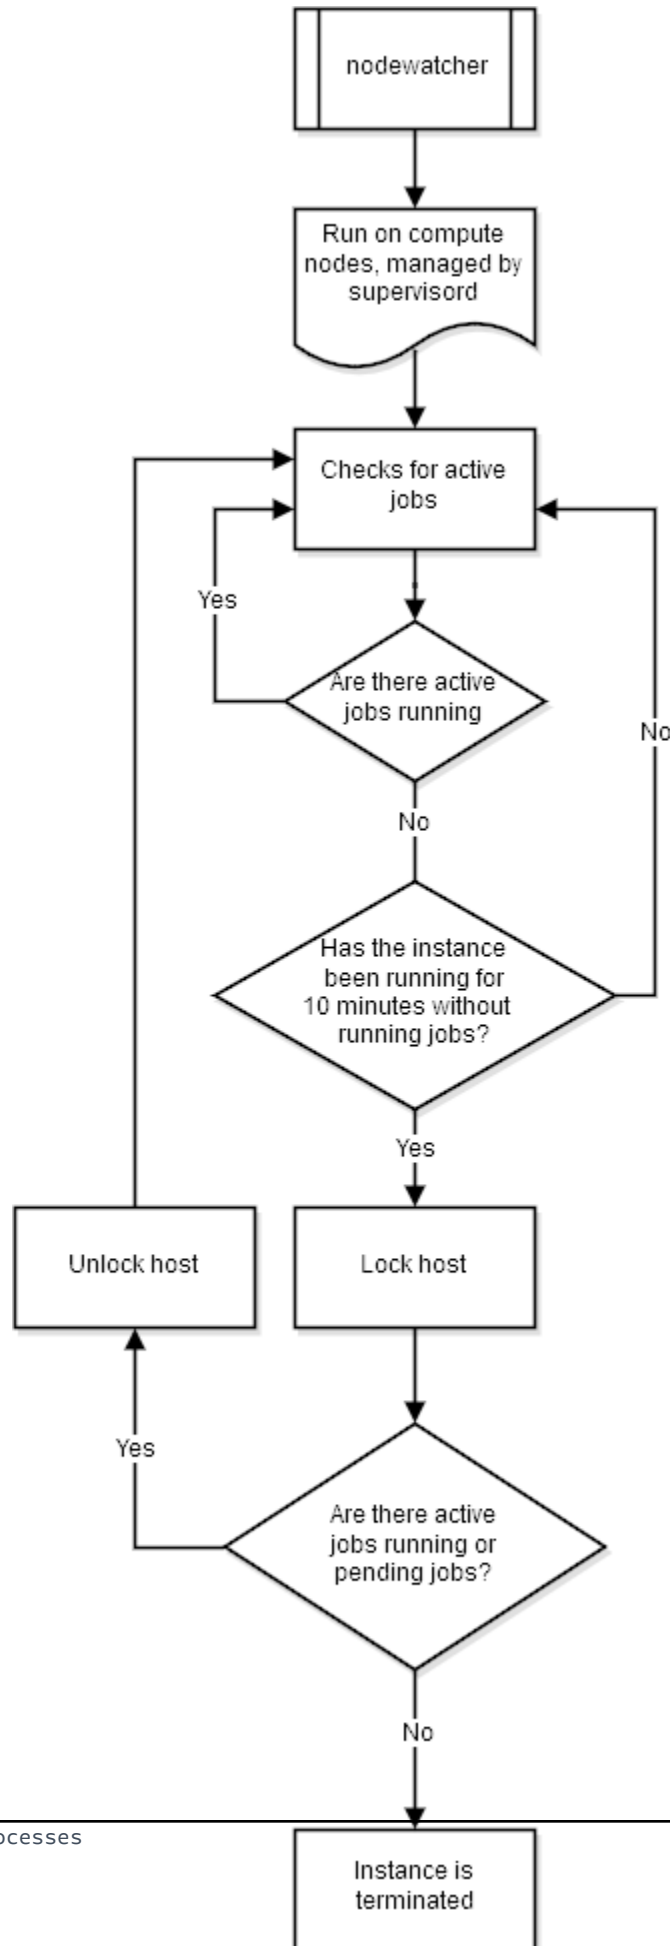 nodewatcher
Run on compute
nodes, managed by
supervisord
Checks for active
jobs
Yes
Are there active
jobs running
No
No
Has the instance
been running for
10 minutes without
running jobs?
Yes
Unlock host
Lock host
Yes
Are there active
jobs running or
pending jobs?
No
Instance is
terminated